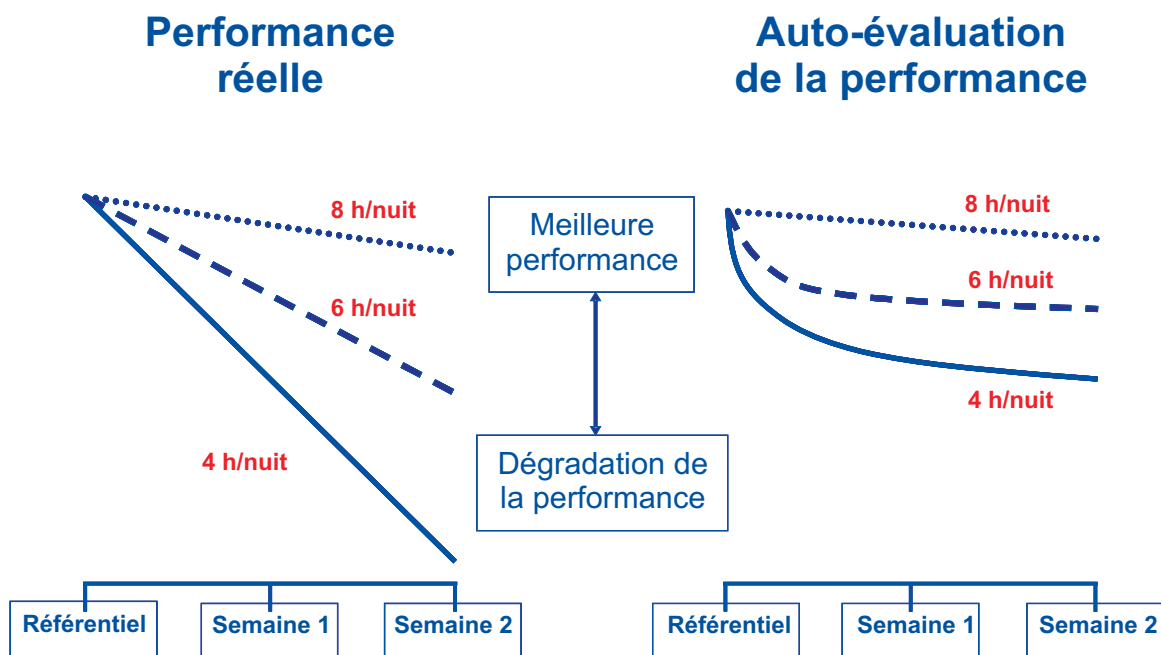 Performance
réelle
Auto-évaluation
de la performance
8 h/nuit
6 h/nuit
4 h/nuit
Meilleure
performance
Dégradation de
la performance
8 h/nuit
6 h/nuit
4 h/nuit
Référentiel
Semaine 1
Semaine 2
Référentiel
Semaine 1
Semaine 2